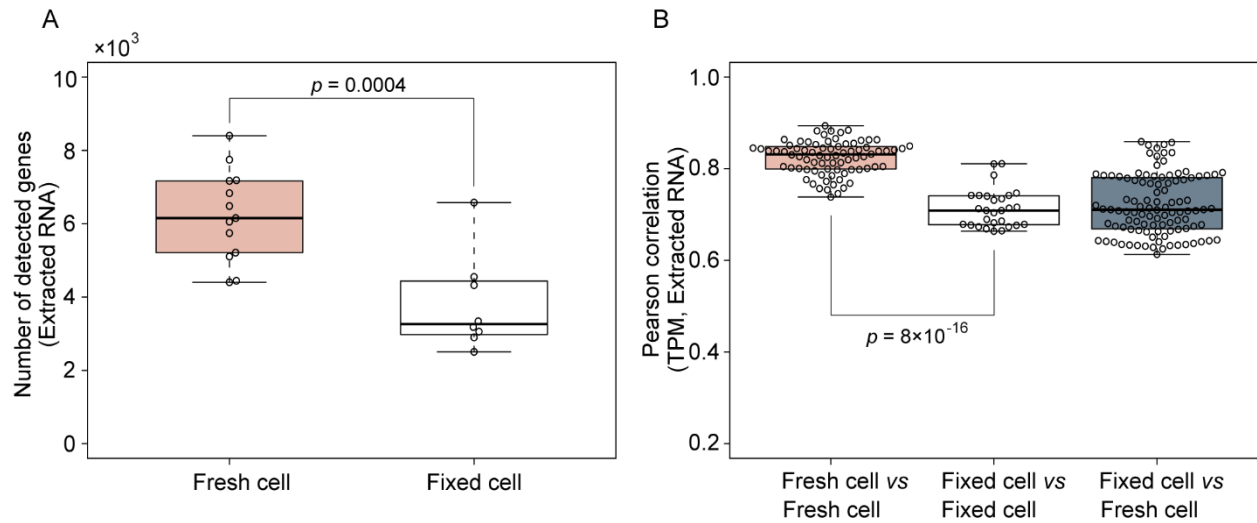 A
×10³
Number of detected genes
(Extracted RNA)
10
8
6
4
2
0
p = 0.0004
Fresh cell
Fixed cell
B
Pearson correlation
(TPM, Extracted RNA)
1.0
0.8
0.6
0.4
0.2
p = 8×10⁻¹⁶
Fresh cell vs
Fresh cell
Fixed cell vs
Fixed cell
Fixed cell vs
Fresh cell